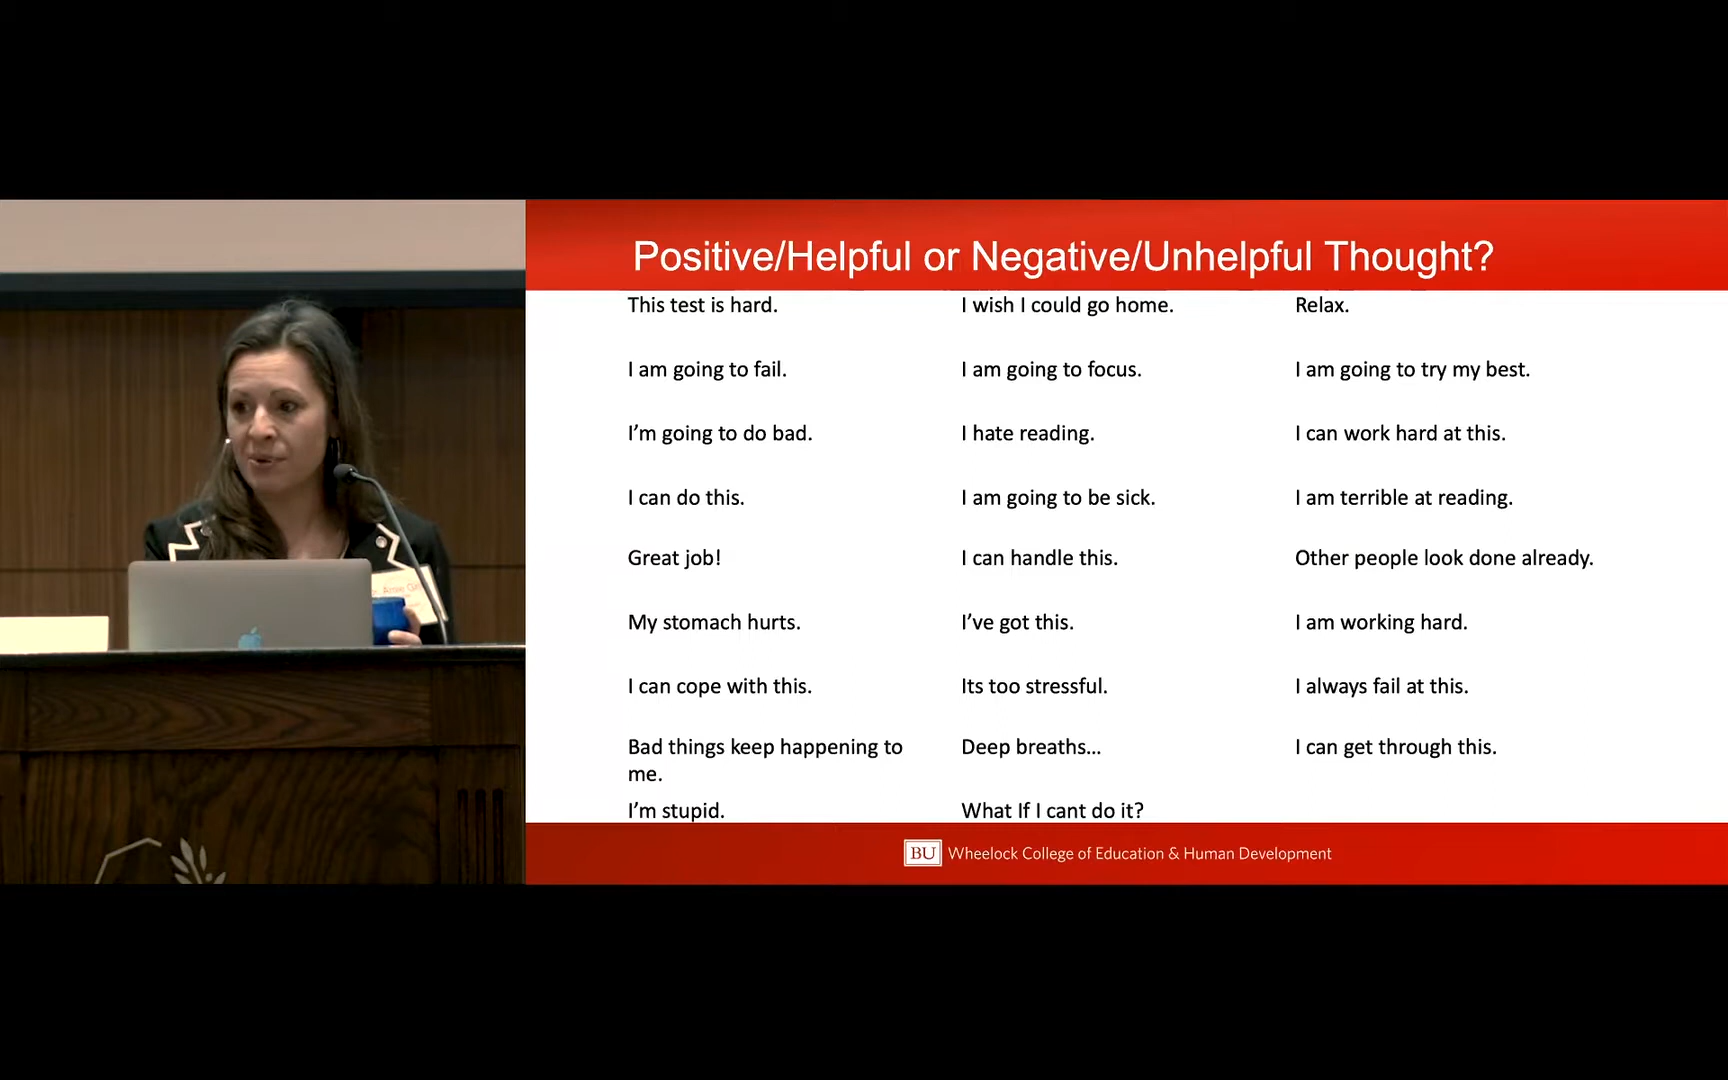 Positive/Helpful or Negative/Unhelpful Thought?
This test is hard.
I wish I could go home.
Relax.
I am going to fail.
I am going to focus.
I am going to try my best.
I'm going to do bad.
I hate reading.
I can work hard at this.
I can do this.
I am going to be sick.
I am terrible at reading.
Great job!
I can handle this.
Other people look done already.
My stomach hurts.
I've got this.
I am working hard.
I can cope with this.
Its too stressful.
I always fail at this.
Bad things keep happening to
me.
Deep breaths...
I can get through this.
I'm stupid.
What If I cant do it?
BU Wheelock College of Education & Human Development